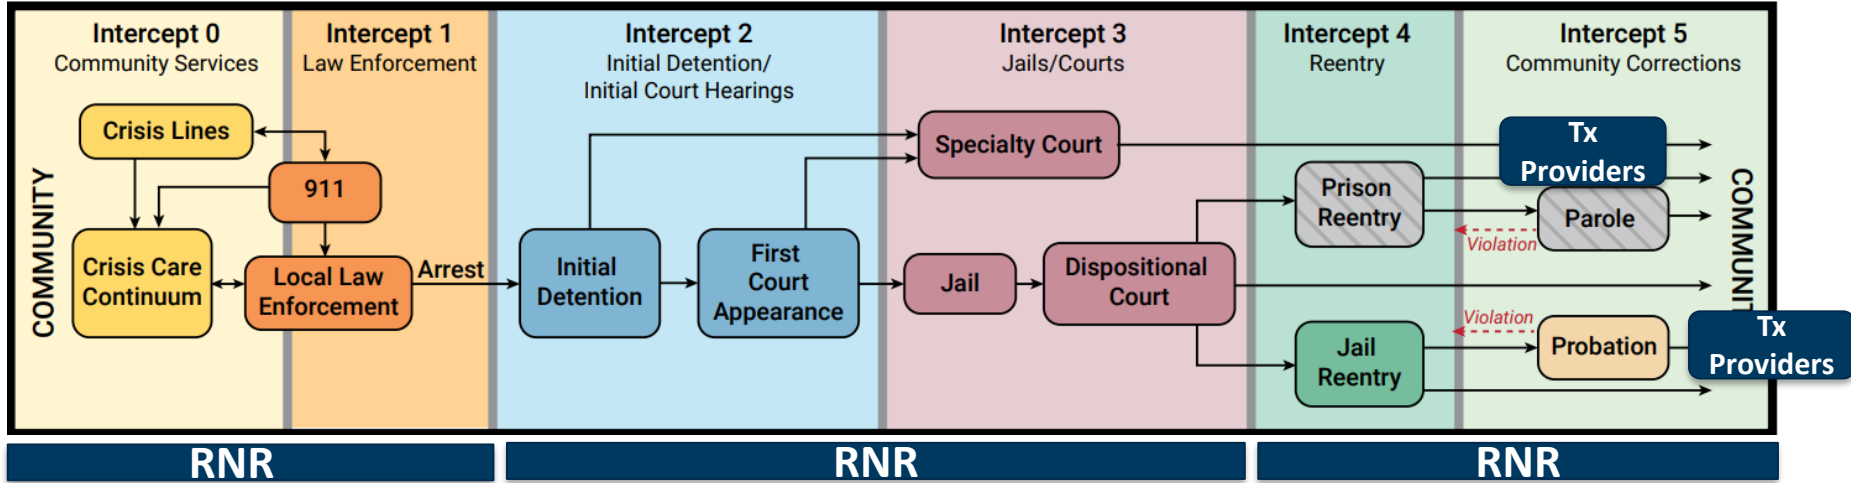 Intercept 0
Community Services
Intercept 1
Law Enforcement
Intercept 2
Initial Detention/
Initial Court Hearings
Intercept 3
Jails/Courts
Intercept 4
Reentry
Intercept 5
Community Corrections
COMMUNITY
Crisis Lines
911
Crisis Care
Continuum
Local Law
Enforcement
Arrest
Initial
Detention
First
Court
Appearance
Specialty Court
Jail
Dispositional
Court
Prison
Reentry
Jail
Reentry
Tx
Providers
Parole
Violation
Violation
Probation
Tx
Providers
RNR
RNR
RNR